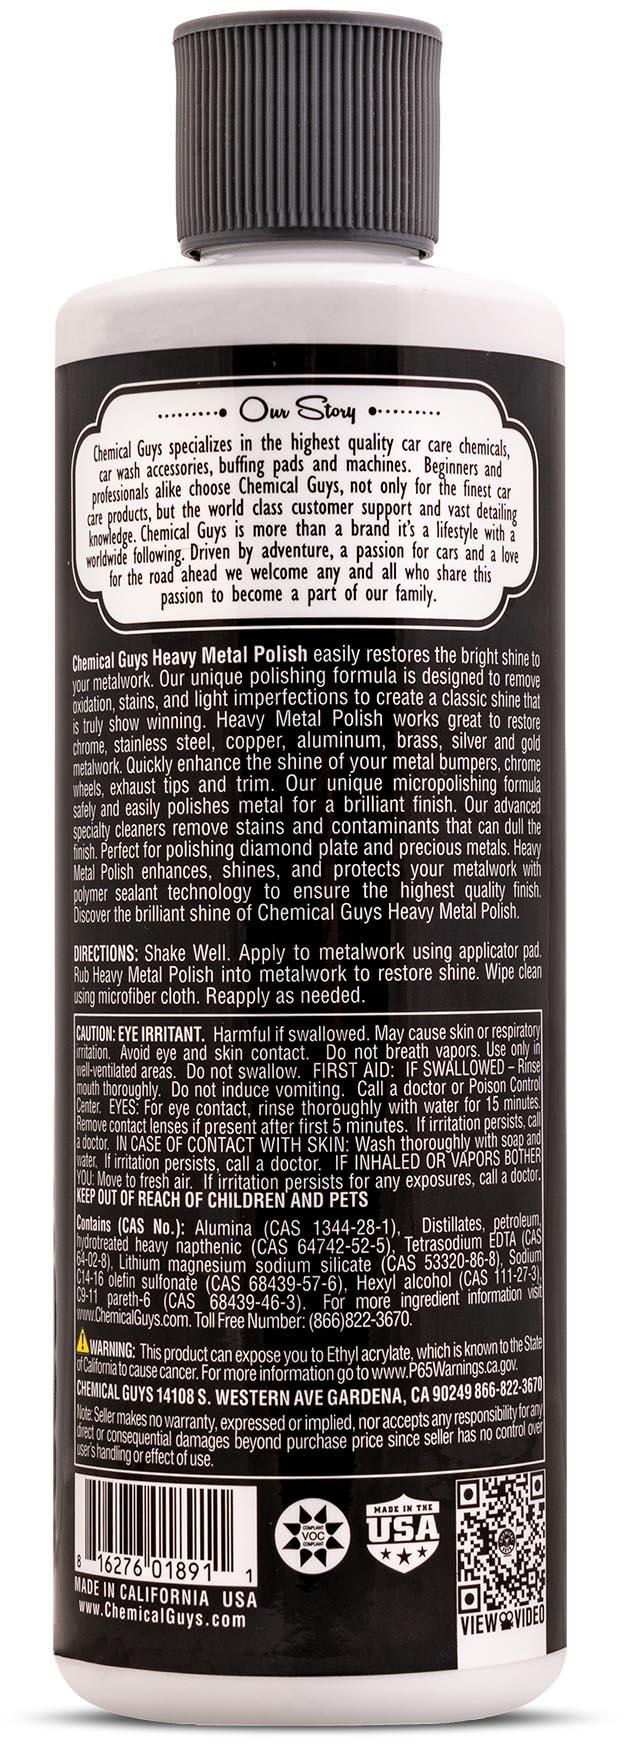 Our Story
Chemical Guys specializes in the highest quality car care chemicals,
car wash accessories, buffing pads and machines. Beginners and
professionals alike choose Chemical Guys, not only for the finest car
care products, but the world class customer support and vast detailing
knowledge. Chemical Guys is more than a brand it's a lifestyle with a
worldwide following. Driven by adventure, a passion for cars and a love
for the road ahead we welcome any and all who share this
passion to become a part of our family.
Chemical Guys Heavy Metal Polish easily restores the bright shine to
your metalwork. Our unique polishing formula is designed to remove
oxidation, stains, and light imperfections to create a classic shine that
is truly show winning. Heavy Metal Polish works great to restore
chrome, stainless steel, copper, aluminum, brass, silver and gold
metalwork. Quickly enhance the shine of your metal bumpers, chrome
wheels, exhaust tips and trim. Our unique micropolishing formula
safely and easily polishes metal for a brilliant finish. Our advanced
specialty cleaners remove stains and contaminants that can dull the
finish. Perfect for polishing diamond plate and precious metals. Heavy
Metal Polish enhances, shines, and protects your metalwork with
polymer sealant technology to ensure the highest quality finish.
Discover the brilliant shine of Chemical Guys Heavy Metal Polish.
DIRECTIONS: Shake Well. Apply to metalwork using applicator pad.
Rub Heavy Metal Polish into metalwork to restore shine. Wipe clean
using microfiber cloth. Reapply as needed.
CAUTION: EYE IRRITANT. Harmful if swallowed. May cause skin or respiratory
irritation. Avoid eye and skin contact. Do not breath vapors. Use only in
well-ventilated areas. Do not swallow. FIRST AID: IF SWALLOWED – Rinse
mouth thoroughly. Do not induce vomiting. Call a doctor or Poison Control
Center. EYES: For eye contact, rinse thoroughly with water for 15 minutes.
Remove contact lenses if present after first 5 minutes. If irritation persists, call
a doctor. IN CASE OF CONTACT WITH SKIN: Wash thoroughly with soap and
water. If irritation persists, call a doctor. IF INHALED OR VAPORS BOTHER
YOU: Move to fresh air. If irritation persists for any exposures, call a doctor.
KEEP OUT OF REACH OF CHILDREN AND PETS
Contains (CAS No.): Alumina (CAS 1344-28-1), Distillates, petroleum,
hydrotreated heavy napthenic (CAS 64742-52-5), Tetrasodium EDTA (CAS
64-02-8), Lithium magnesium sodium silicate (CAS 53320-86-8), Sodium
C14-16 olefin sulfonate (CAS 68439-57-6), Hexyl alcohol (CAS 111-27-3),
C9-11 pareth-6 (CAS 68439-46-3). For more ingredient information visit
www.ChemicalGuys.com. Toll Free Number: (866)822-3670.
WARNING: This product can expose you to Ethyl acrylate, which is known to the State
of California to cause cancer. For more information go to www.P65Warnings.ca.gov.
CHEMICAL GUYS 14108 S. WESTERN AVE GARDENA, CA 90249 866-822-3670
Note: Seller makes no warranty, expressed or implied, nor accepts any responsibility for any
direct or consequential damages beyond purchase price since seller has no control over
user's handling or effect of use.
8 16276 01891 1
MADE IN CALIFORNIA USA
www.ChemicalGuys.com
COMPLIANT
VOC
COMPLIANT
MADE IN THE
USA
VIEW VIDEO